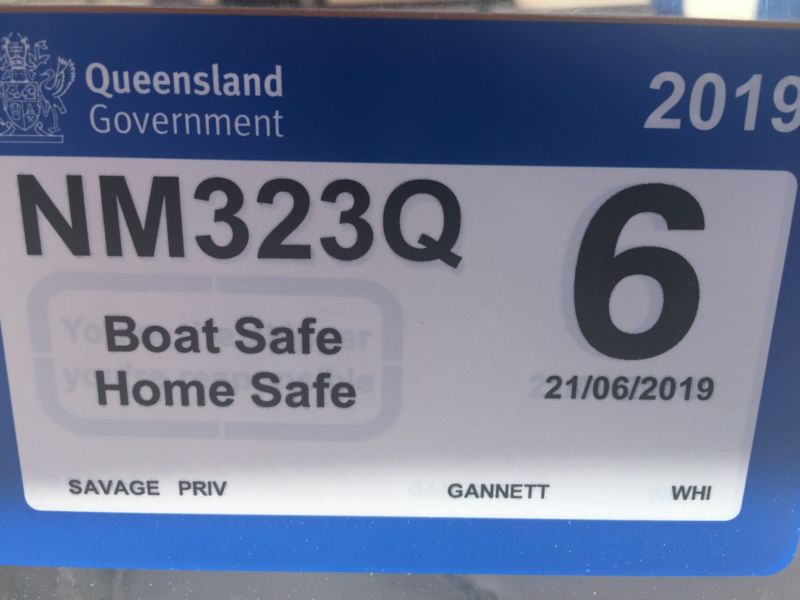 Queensland
Government
2019
NM323Q
6
Boat Safe
Home Safe
21/06/2019
SAVAGE PRIV GANNETT WHI